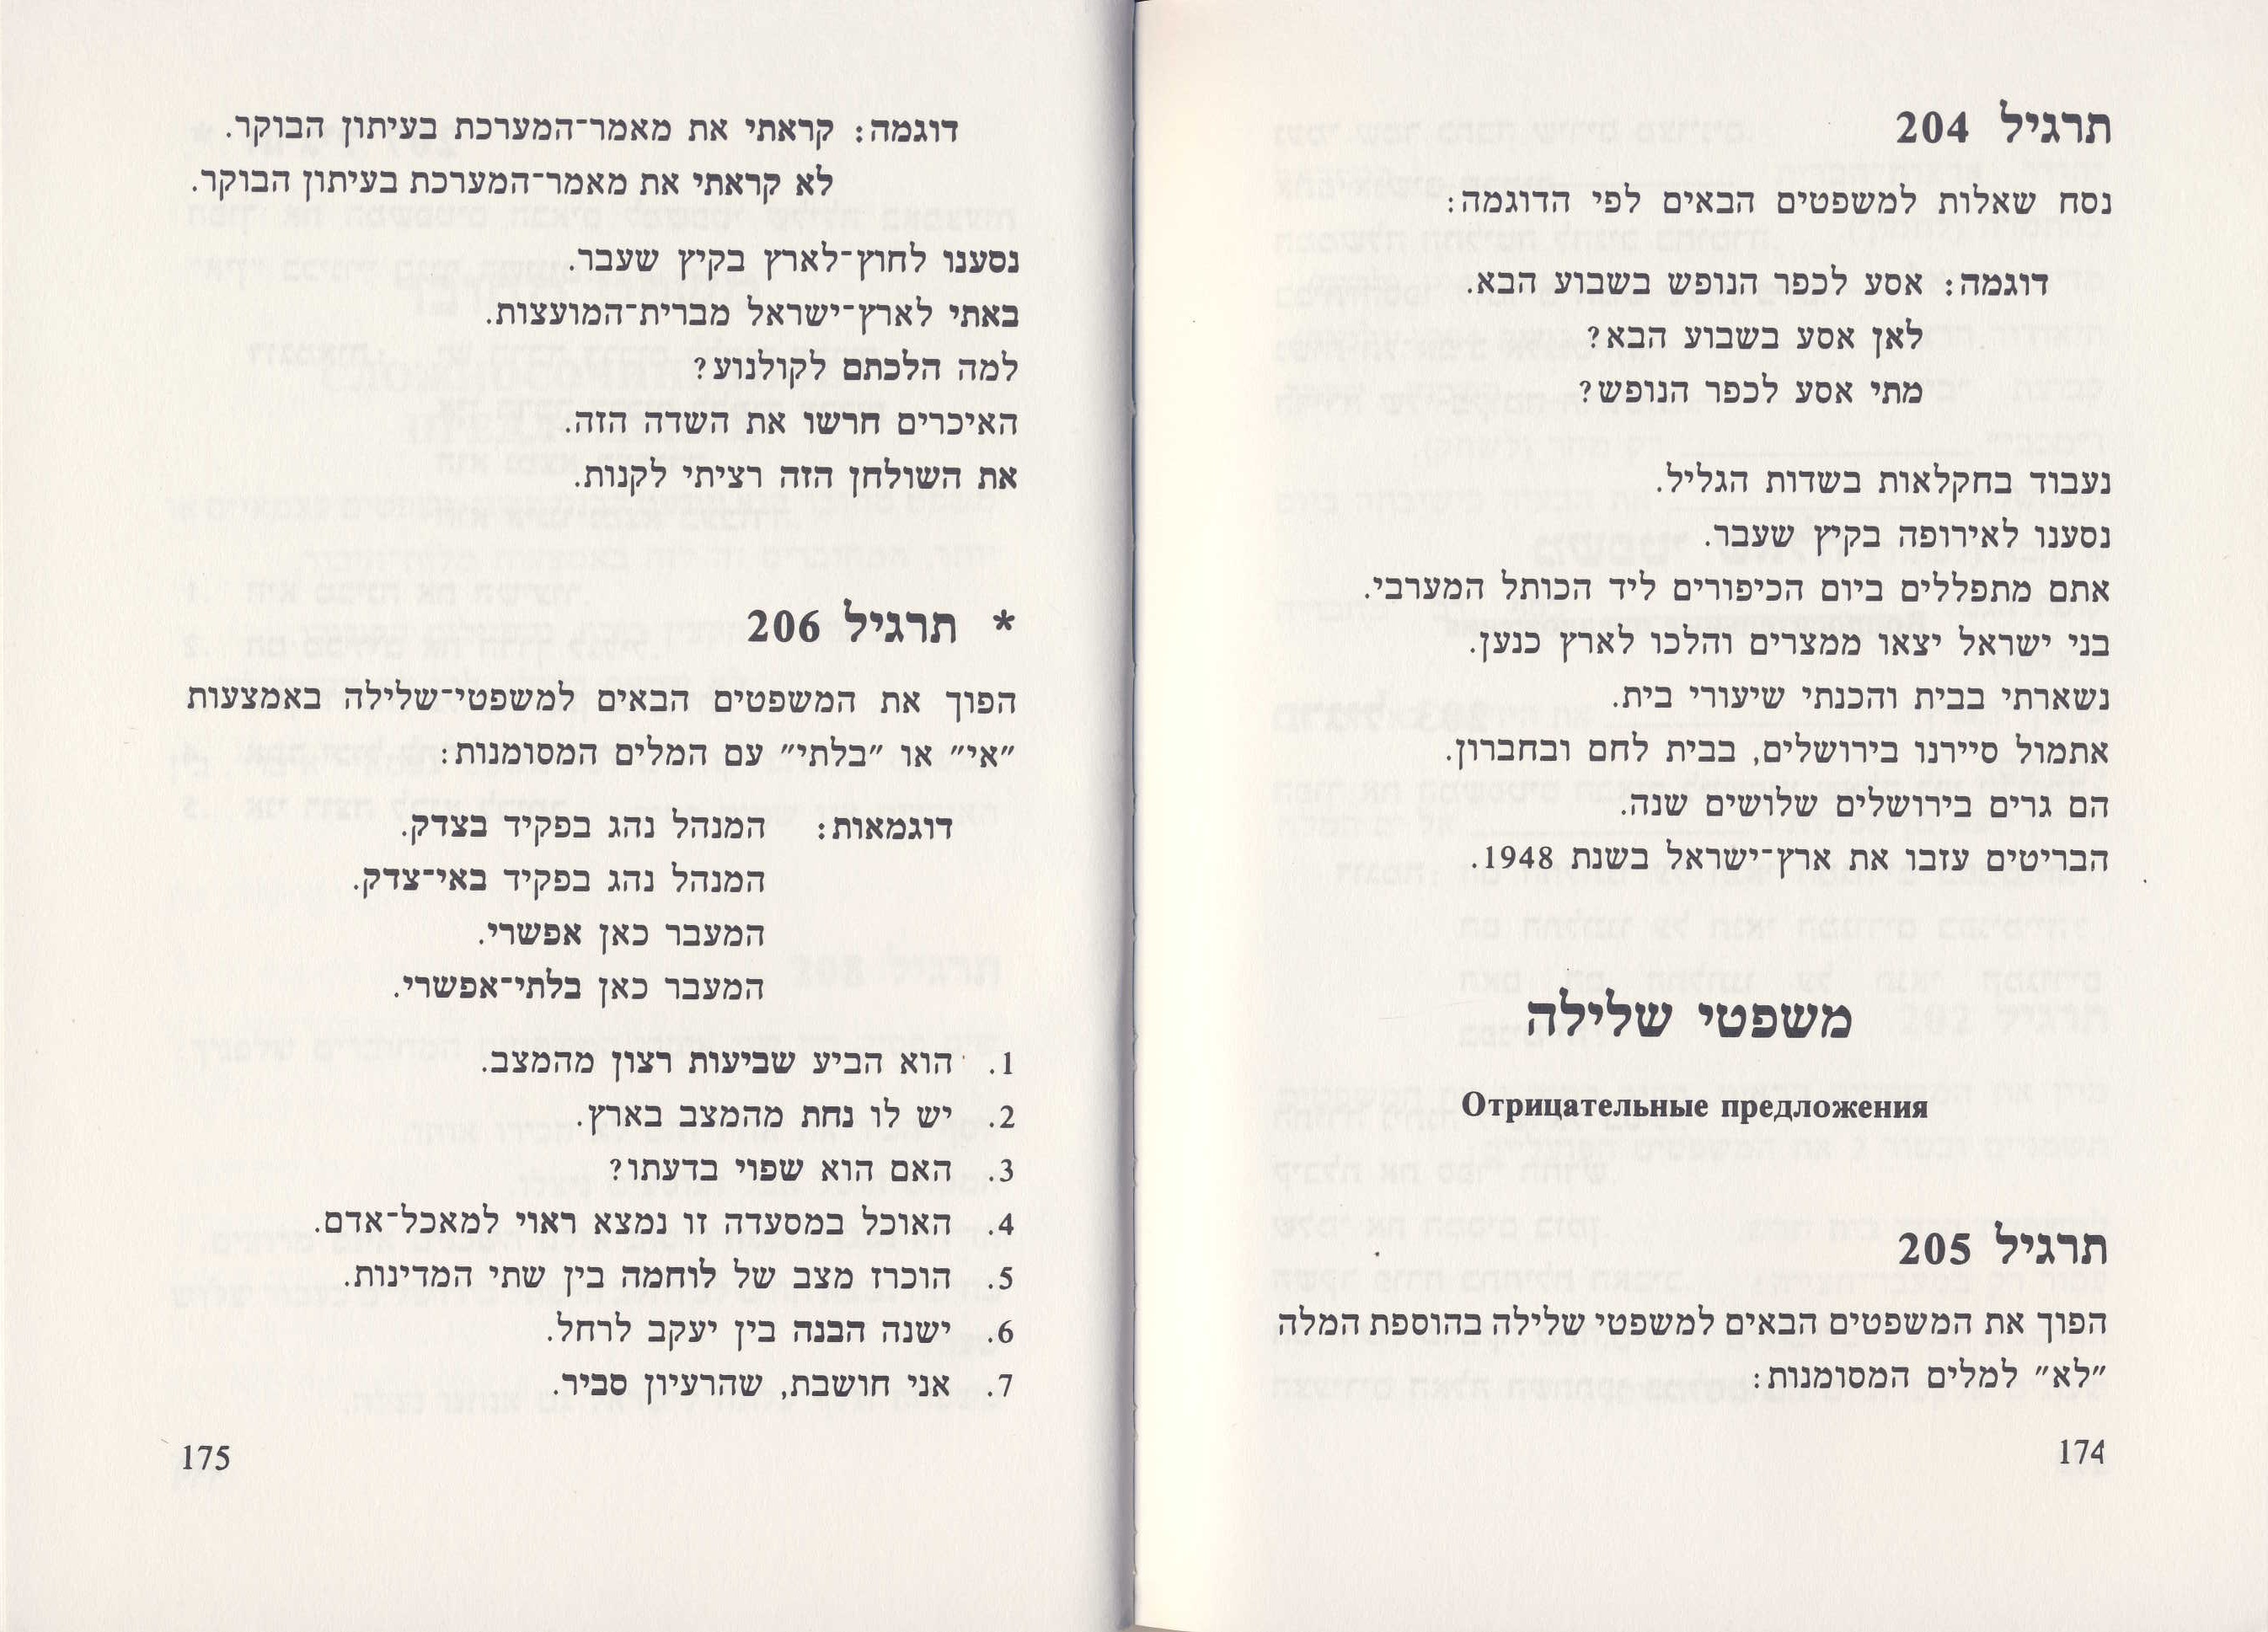 תרגיל 204
נסח שאלות למשפטים הבאים לפי הדוגמה:
דוגמה: אסע לכפר הנופש בשבוע הבא.
לאן אסע בשבוע הבא?
מתי אסע לכפר הנופש?
נעבוד בחקלאות בשדות הגליל.
נסענו לאירופה בקיץ שעבר.
אתם מתפללים ביום הכיפורים ליד הכותל המערבי.
בני ישראל יצאו ממצרים והלכו לארץ כנען.
נשארתי בבית והכנתי שיעורי בית.
אתמול סיירנו בירושלים, בבית לחם ובחברון.
הם גרים בירושלים שלושים שנה.
הבריטים עזבו את ארץ־ישראל בשנת 1948.
משפטי שלילה
Отрицательные предложения
תרגיל 205
הפוך את המשפטים הבאים למשפטי שלילה בהוספת המלה
"לא" למלים המסומנות:
174
דוגמה: קראתי את מאמר־המערכת בעיתון הבוקר.
לא קראתי את מאמר־המערכת בעיתון הבוקר.
נסענו לחוץ־לארץ בקיץ שעבר.
באתי לארץ־ישראל מברית־המועצות.
למה הלכתם לקולנוע?
האיכרים חרשו את השדה הזה.
את השולחן הזה רציתי לקנות.
* תרגיל 206
הפוך את המשפטים הבאים למשפטי־שלילה באמצעות
"אי" או "בלתי" עם המלים המסומנות:
דוגמאות: המנהל נהג בפקיד בצדק.
המנהל נהג בפקיד באי־צדק.
המעבר כאן אפשרי.
המעבר כאן בלתי־אפשרי.
1. הוא הביע שביעות רצון מהמצב.
2. יש לו נחת מהמצב בארץ.
3. האם הוא שפוי בדעתו?
4. האוכל במסעדה זו נמצא ראוי למאכל־אדם.
5. הוכרז מצב של לוחמה בין שתי המדינות.
6. ישנה הבנה בין יעקב לרחל.
7. אני חושבת, שהרעיון סביר.
175